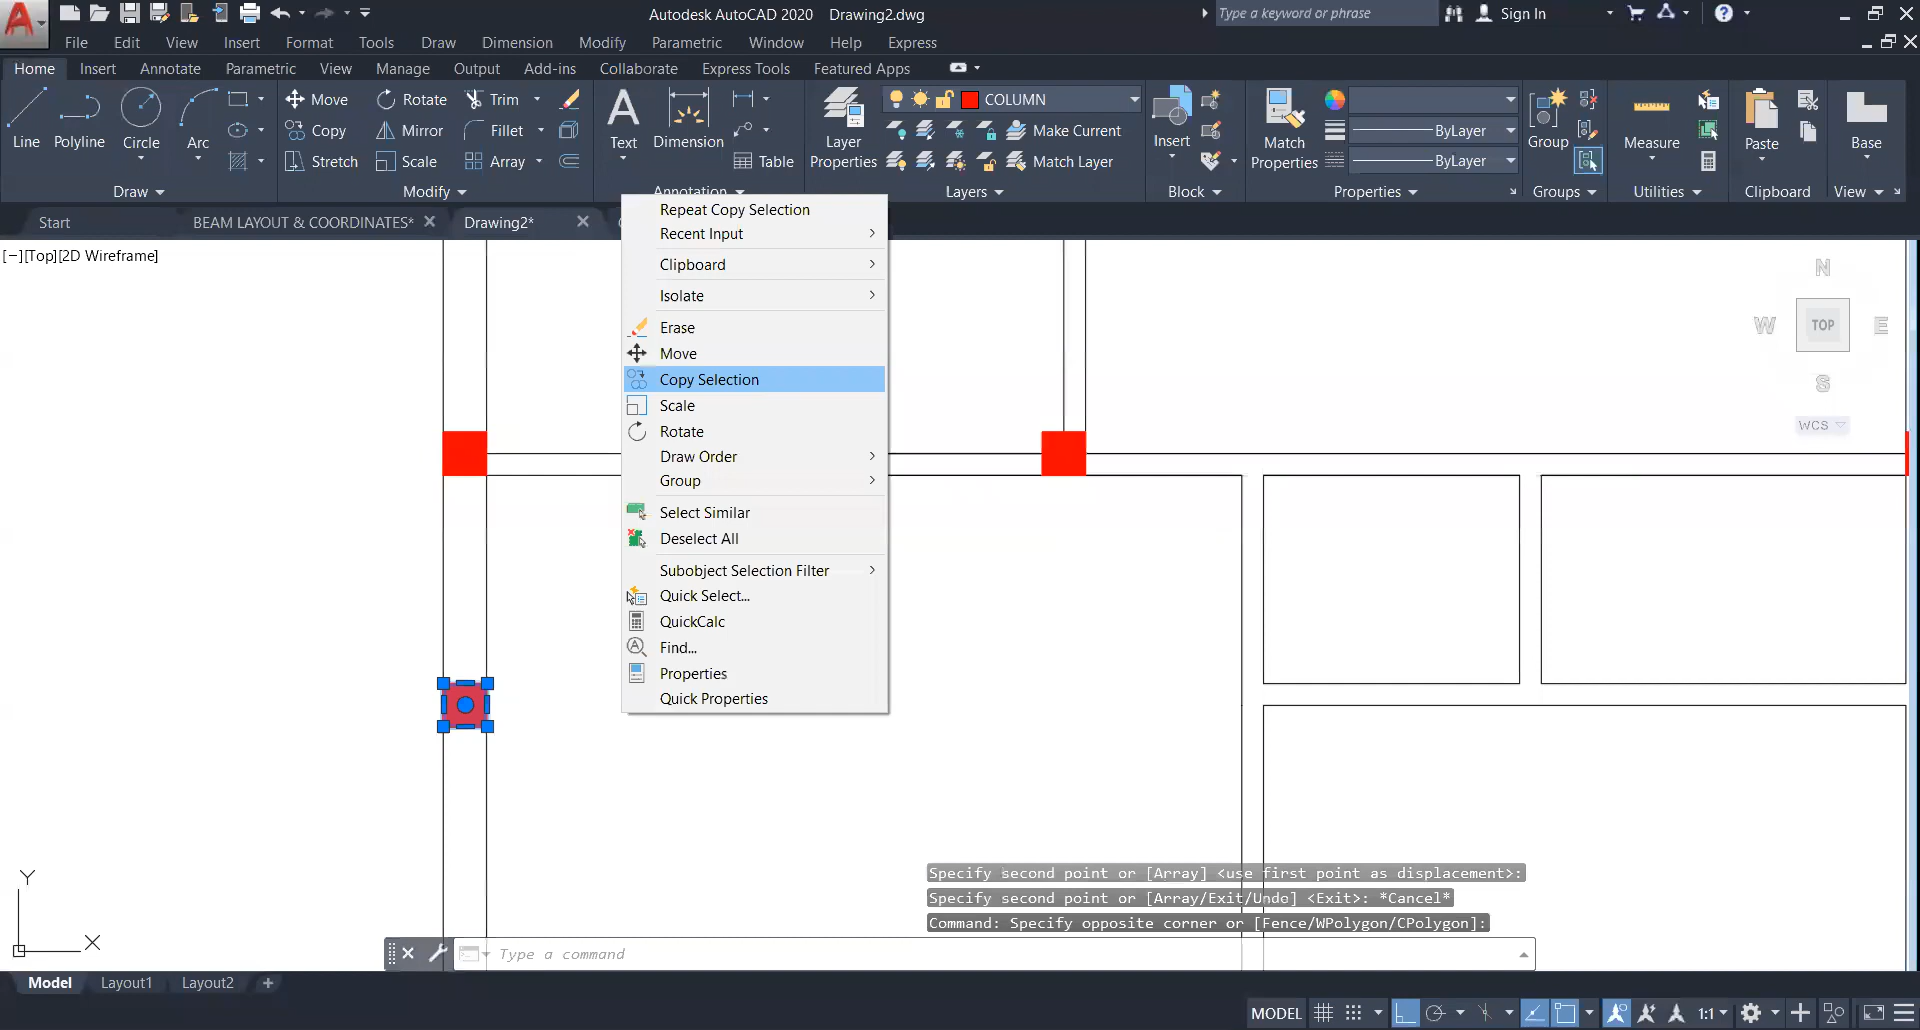 Autodesk AutoCAD 2020 Drawing2.dwg
Type a keyword or phrase
Sign In
File Edit View Insert Format Tools Draw Dimension Modify Parametric Window Help Express
Home Insert Annotate Parametric View Manage Output Add-ins Collaborate Express Tools Featured Apps
Line Polyline Circle Arc
Move Rotate Trim
Copy Mirror Fillet
Stretch Scale Array
Text Dimension Table
Layer Properties
COLUMN
Make Current
Match Layer
Insert
Match Properties
ByLayer
ByLayer
Group
Measure
Paste
Base
Draw Modify Annotation Layers Block Properties Groups Utilities Clipboard View
Start BEAM LAYOUT & COORDINATES* Drawing2*
[−][Top][2D Wireframe]
Repeat Copy Selection
Recent Input
Clipboard
Isolate
Erase
Move
Copy Selection
Scale
Rotate
Draw Order
Group
Select Similar
Deselect All
Subobject Selection Filter
Quick Select...
QuickCalc
Find...
Properties
Quick Properties
N
W TOP E
S
WCS
Y
X
Specify second point or [Array] <use first point as displacement>:
Specify second point or [Array/Exit/Undo] <Exit>: *Cancel*
Command: Specify opposite corner or [Fence/WPolygon/CPolygon]:
Type a command
Model Layout1 Layout2 +
MODEL 1:1